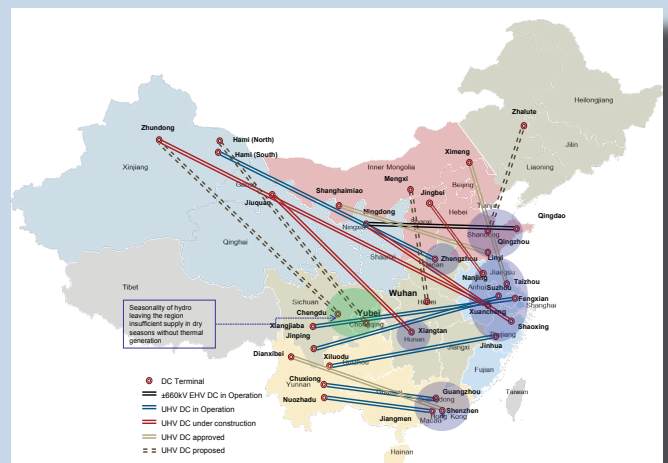 Zhalute
Heilongjiang
Zhundong
Hami (North)
Hami (South)
Jilin
Ximeng
Inner Mongolia
Liaoning
Xinjiang
Mengxi
Beijing
Shanghaimiao
Jingbei
Tianjin
Jiuquan
Ningdong
Hebei
Qingdao
Ningxia
Shandong
Qinghai
Qingzhou
Zhengzhou
Linyi
Jiangsu
Nanjing
Taizhou
Tibet
Anhui
Suzhou
Wuhan
Fengxian
Sichuan
Shanghai
Seasonality of hydro
leaving the region
insufficient supply in dry
seasons without thermal
generation
Chengdu
Yubei
Chongqing
Xuancheng
Xiangjiaba
Shaoxing
Xiangtan
Jinping
Hunan
Jinhua
Dianxibei
Xiluodu
Jiangxi
Fujian
Chuxiong
Yunnan
Guangzhou
Taiwan
Nuozhadu
Shenzhen
Hong Kong
Jiangmen
Macau
Hainan
DC Terminal
±660kV EHV DC in Operation
UHV DC in Operation
UHV DC under construction
UHV DC approved
UHV DC proposed